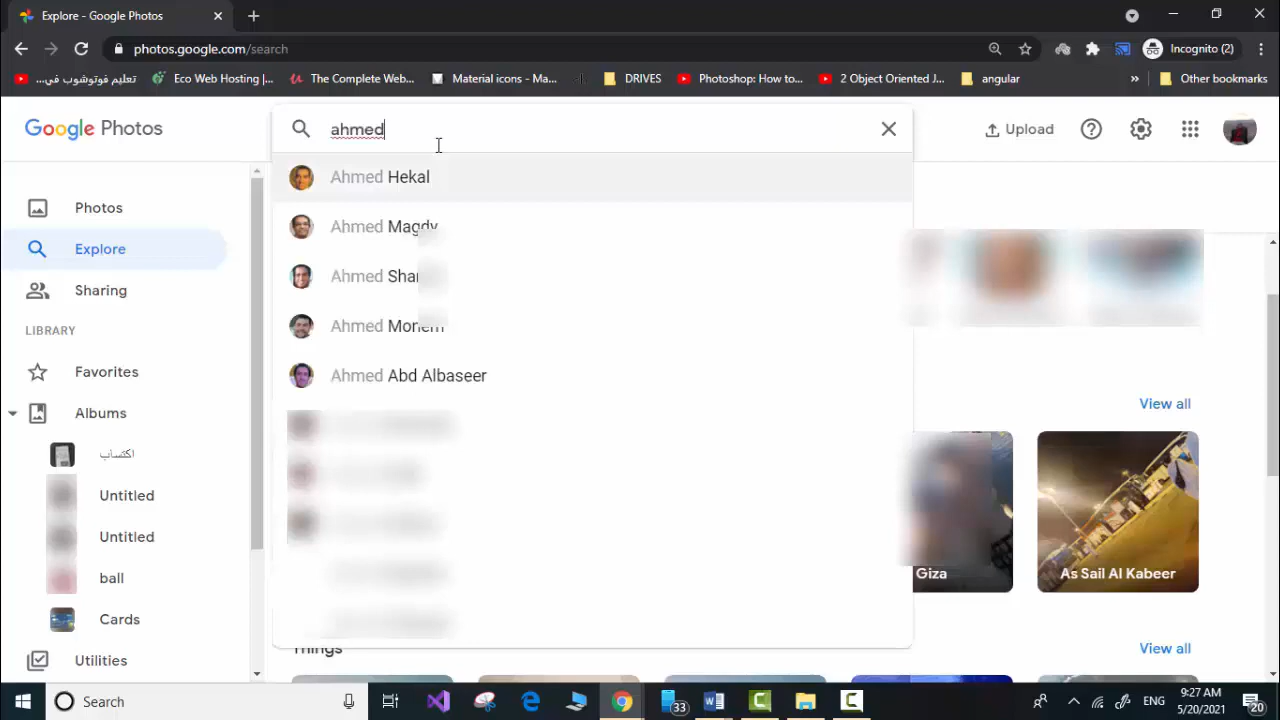 Explore - Google Photos
photos.google.com/search
Incognito (2)
تعليم فوتوشوب في...
Eco Web Hosting |...
The Complete Web...
Material icons - Ma...
DRIVES
Photoshop: How to...
2 Object Oriented J...
angular
»
Other bookmarks
Google Photos
ahmed
Upload
Ahmed Hekal
Ahmed Magdy
Ahmed
Ahmed
Ahmed Abd Albaseer
Photos
Explore
Sharing
LIBRARY
Favorites
Albums
اكتساب
Untitled
Untitled
ball
Cards
Utilities
View all
Giza
As Sail Al Kabeer
Things
View all
Search
33
ENG
9:27 AM
5/20/2021
20